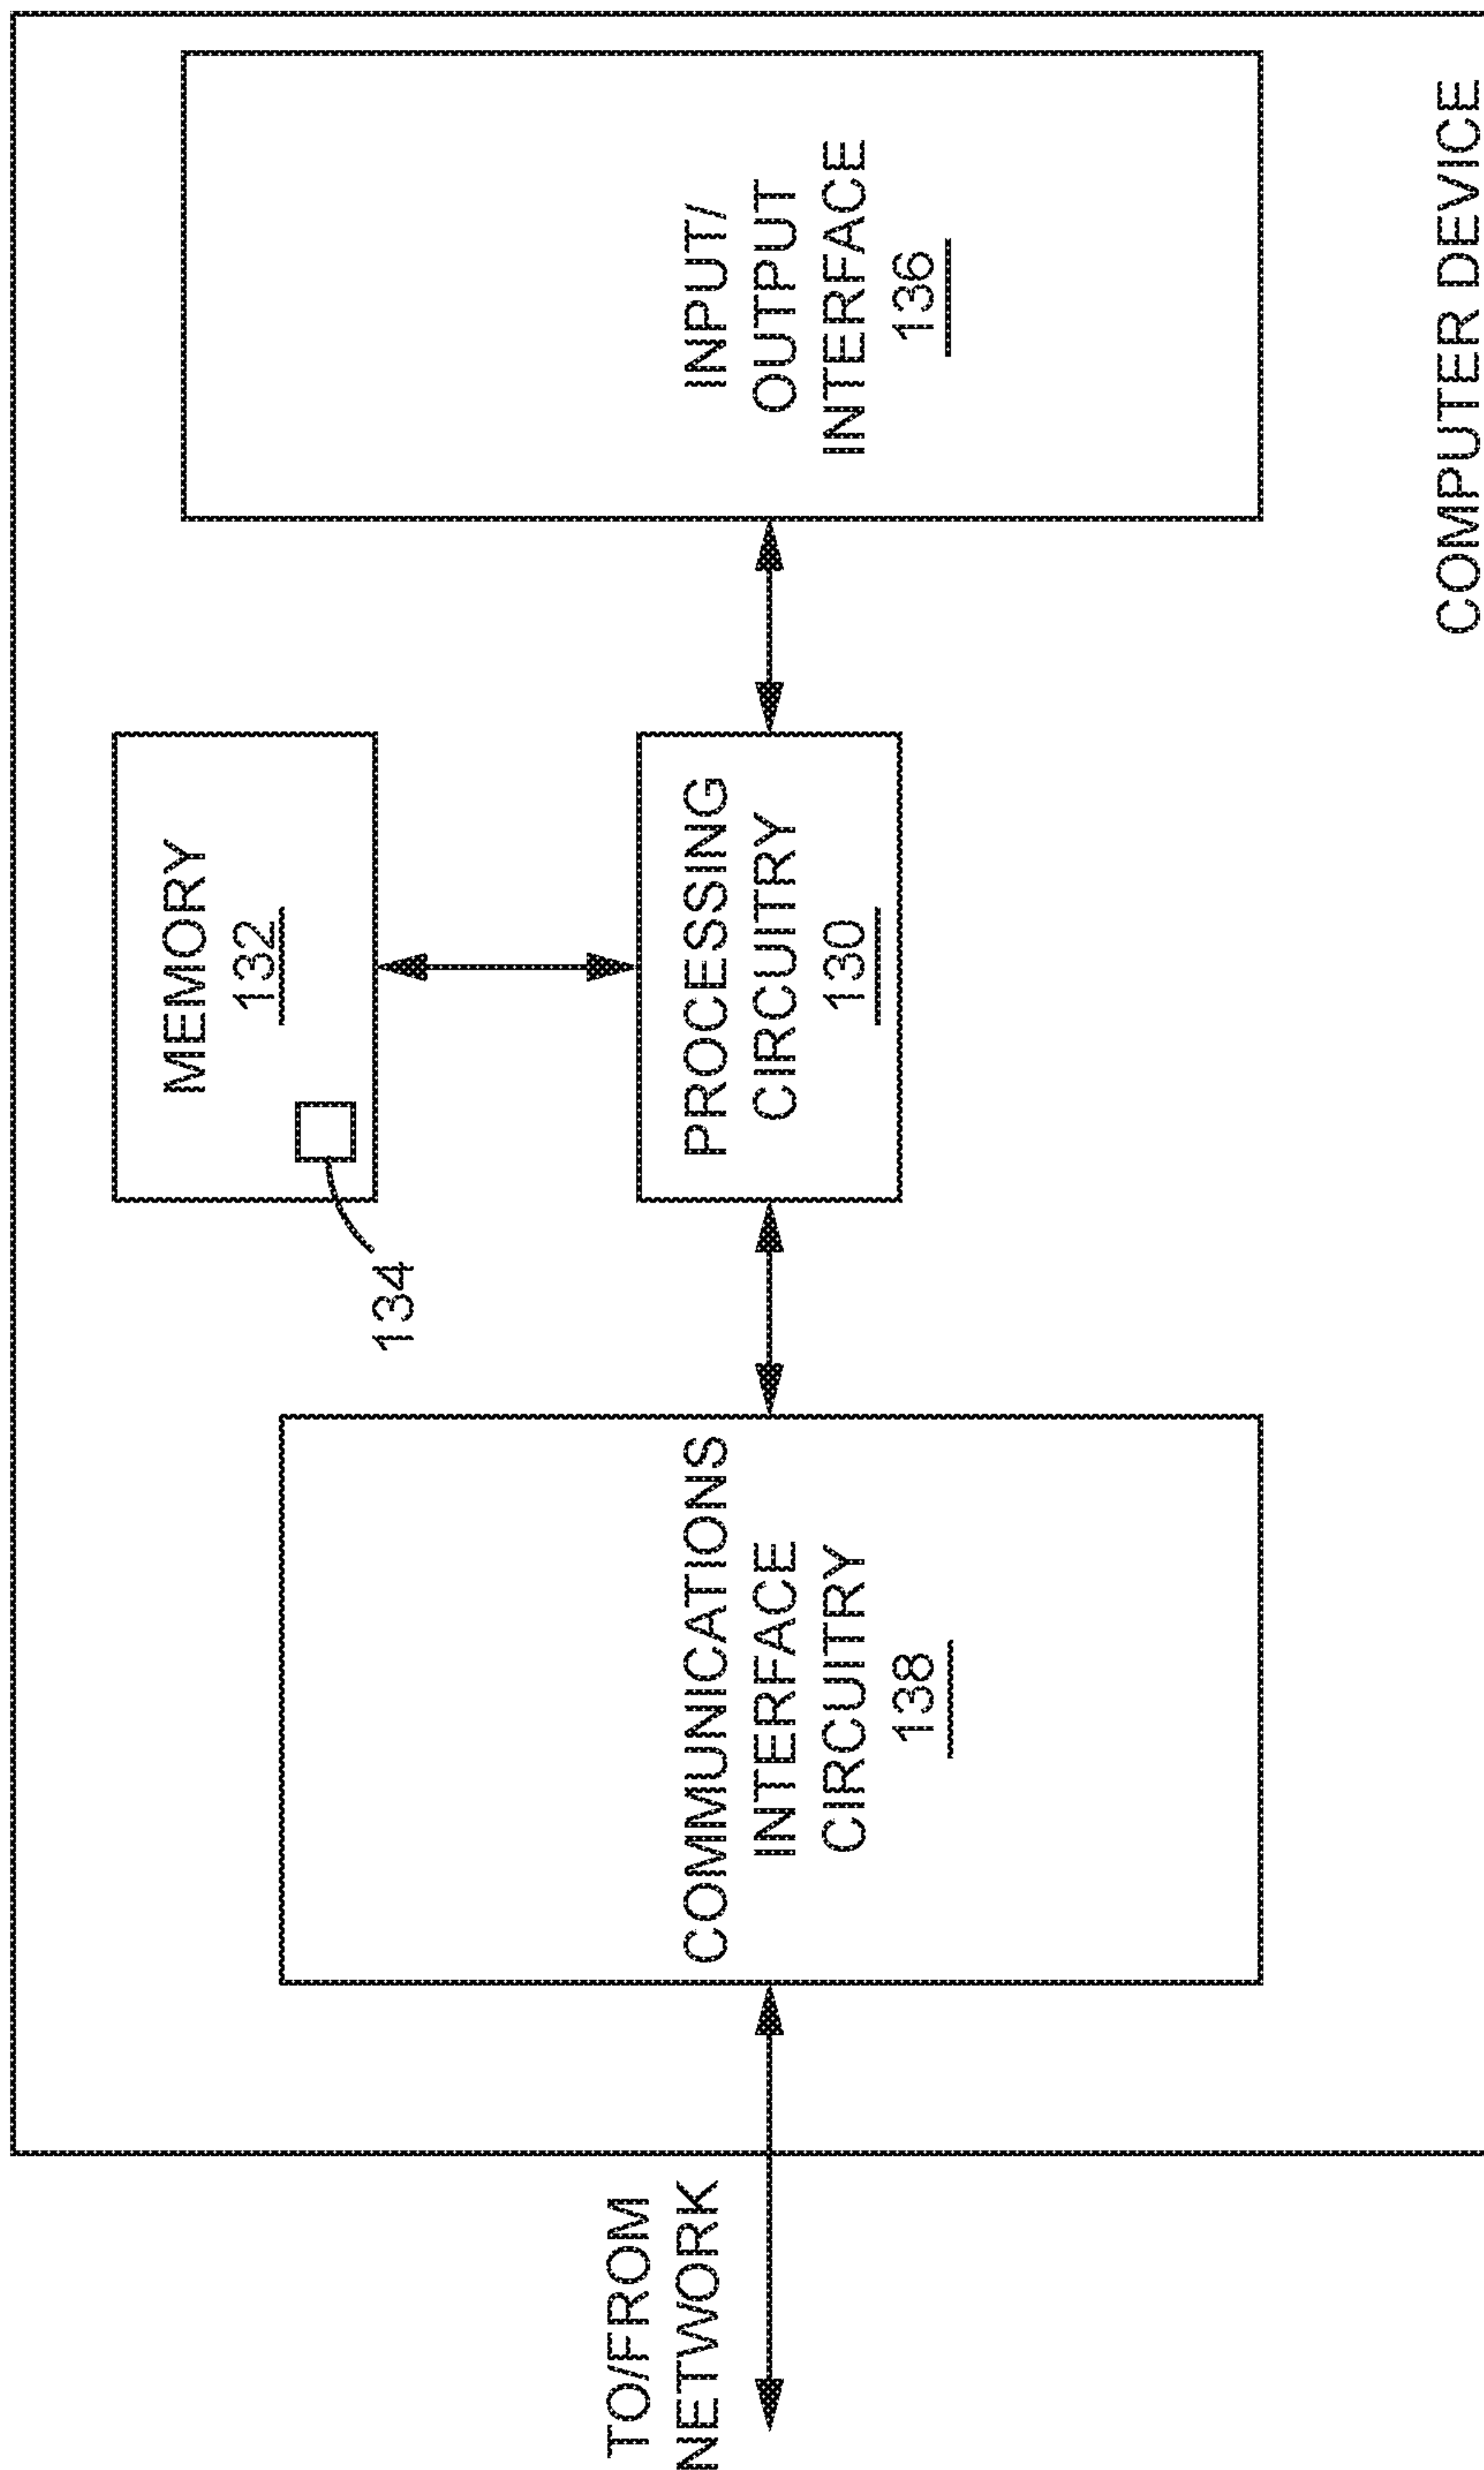 MEMORY
132
134
TO/FROM
NETWORK
COMMUNICATIONS
INTERFACE
CIRCUITRY
138
PROCESSING
CIRCUITRY
130
INPUT/
OUTPUT
INTERFACE
136
COMPUTER DEVICE